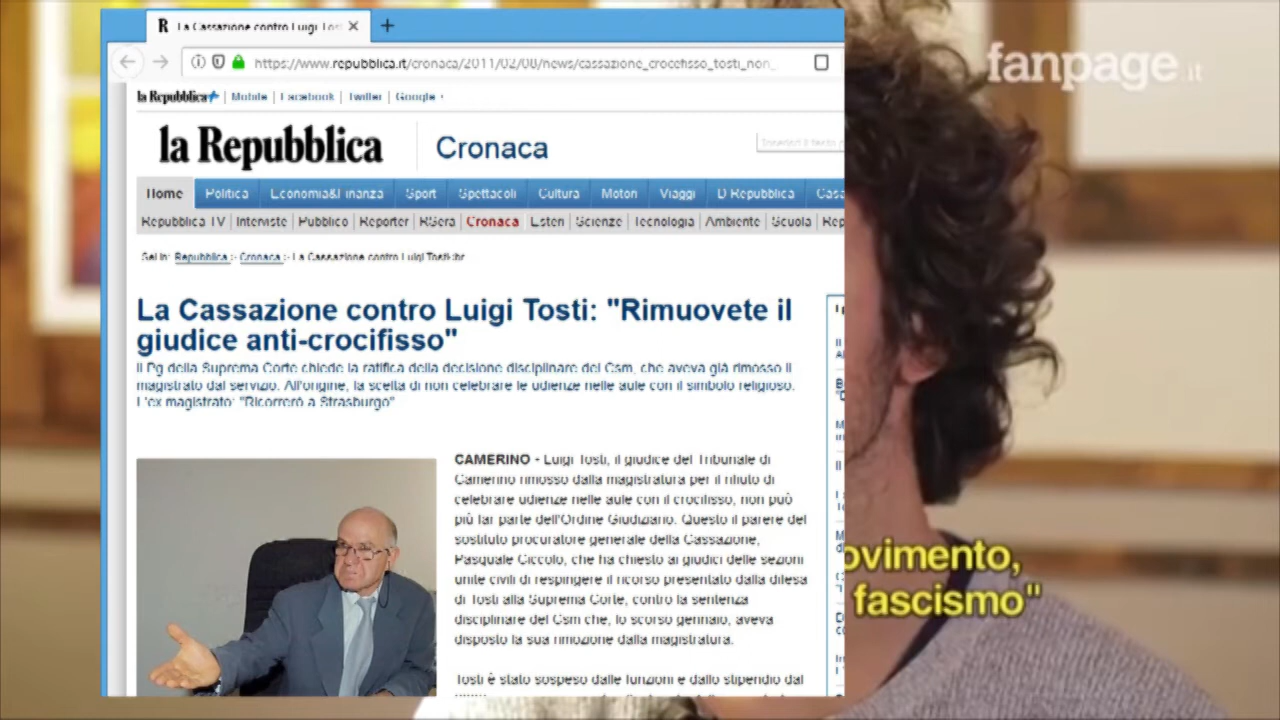 La Cassazione contro Luigi Tos
https://www.repubblica.it/cronaca/2011/02/08/news/cassazione_crocefisso_tosti_non_
fanpage.it
la Repubblica | Mobile | Facebook | Twitter | Google +
la Repubblica Cronaca
Home Politica Economia&Finanza Sport Spettacoli Cultura Motori Viaggi D Repubblica Casa
Repubblica TV Interviste Pubblico Reporter RSera Cronaca Esteri Scienze Tecnologia Ambiente Scuola Rep
Sei in: Repubblica > Cronaca > La Cassazione contro Luigi Tosti<br
La Cassazione contro Luigi Tosti: "Rimuovete il
giudice anti-crocifisso"
Il Pg della Suprema Corte chiede la ratifica della decisione disciplinare del Csm, che aveva già rimosso il
magistrato dal servizio. All'origine, la scelta di non celebrare le udienze nelle aule con il simbolo religioso.
L'ex magistrato: "Ricorrerò a Strasburgo"
CAMERINO - Luigi Tosti, il giudice del Tribunale di
Camerino rimosso dalla magistratura per il rifiuto di
celebrare udienze nelle aule con il crocifisso, non può
più far parte dell'Ordine Giudiziario. Questo il parere del
sostituto procuratore generale della Cassazione,
Pasquale Ciccolo, che ha chiesto ai giudici delle sezioni
unite civili di respingere il ricorso presentato dalla difesa
di Tosti alla Suprema Corte, contro la sentenza
disciplinare del Csm che, lo scorso gennaio, aveva
disposto la sua rimozione dalla magistratura.
Tosti è stato sospeso dalle funzioni e dallo stipendio dal
ovimento,
fascismo"